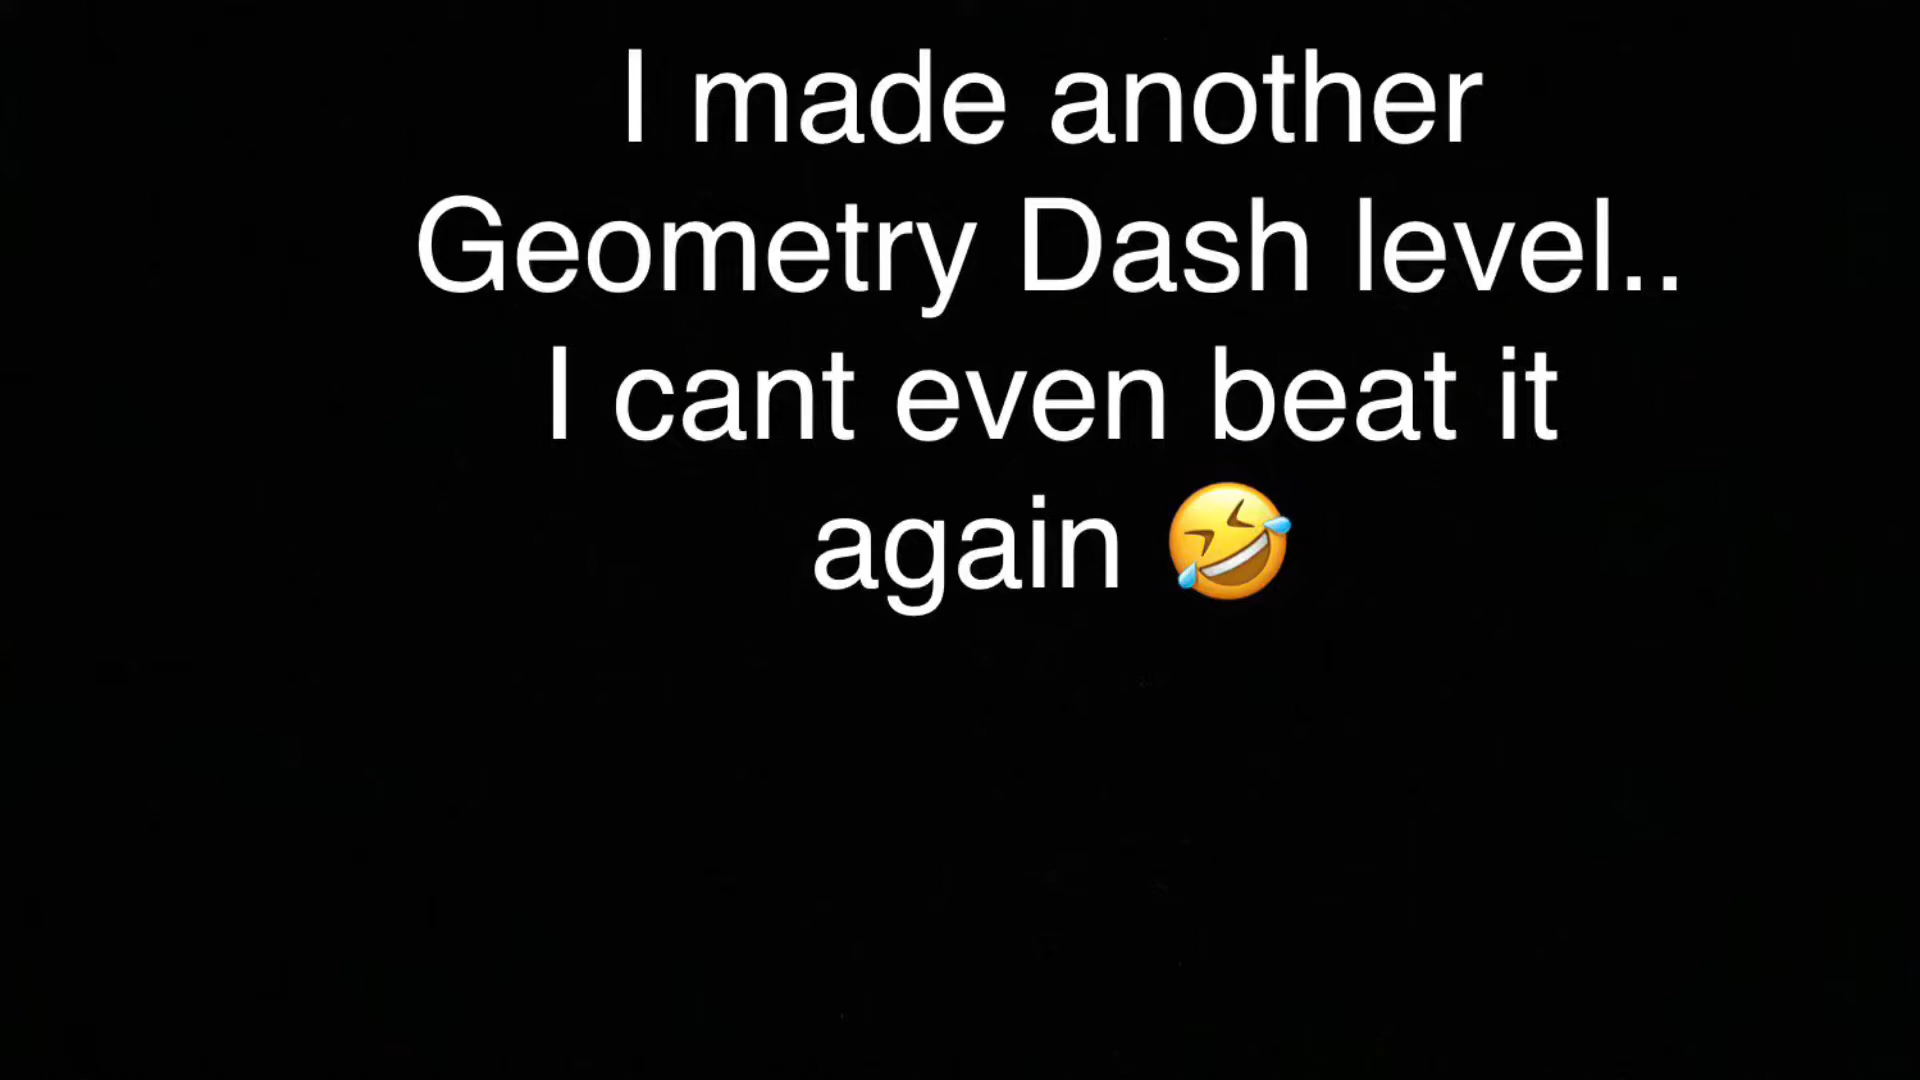 I made another
Geometry Dash level..
I cant even beat it
again 🤣